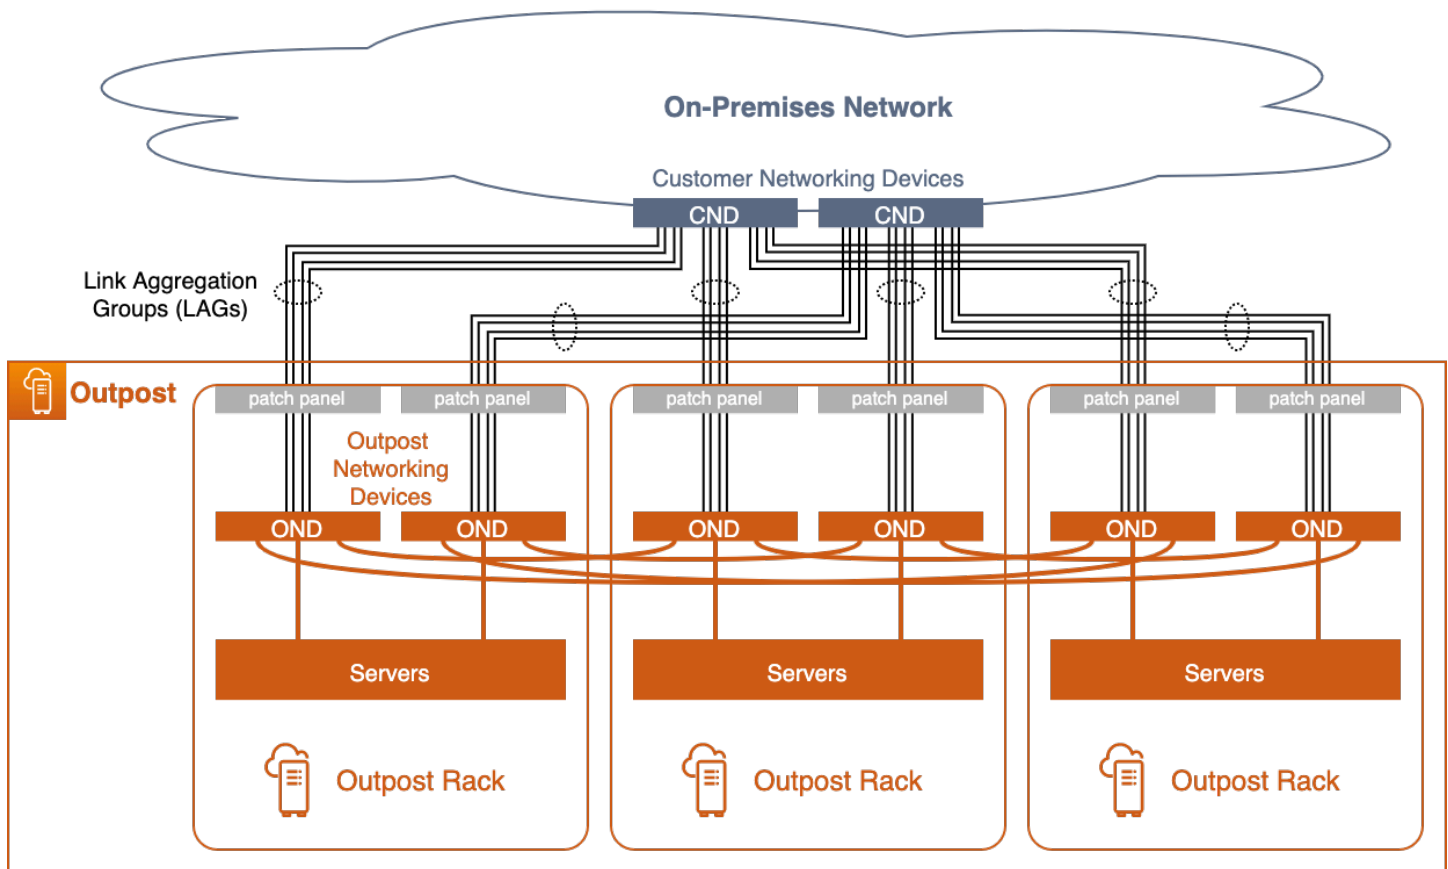 On-Premises Network
Customer Networking Devices
CND
CND
Link Aggregation
Groups (LAGs)
Outpost
patch panel
patch panel
patch panel
patch panel
patch panel
patch panel
Outpost
Networking
Devices
OND
OND
OND
OND
OND
OND
Servers
Servers
Servers
Outpost Rack
Outpost Rack
Outpost Rack